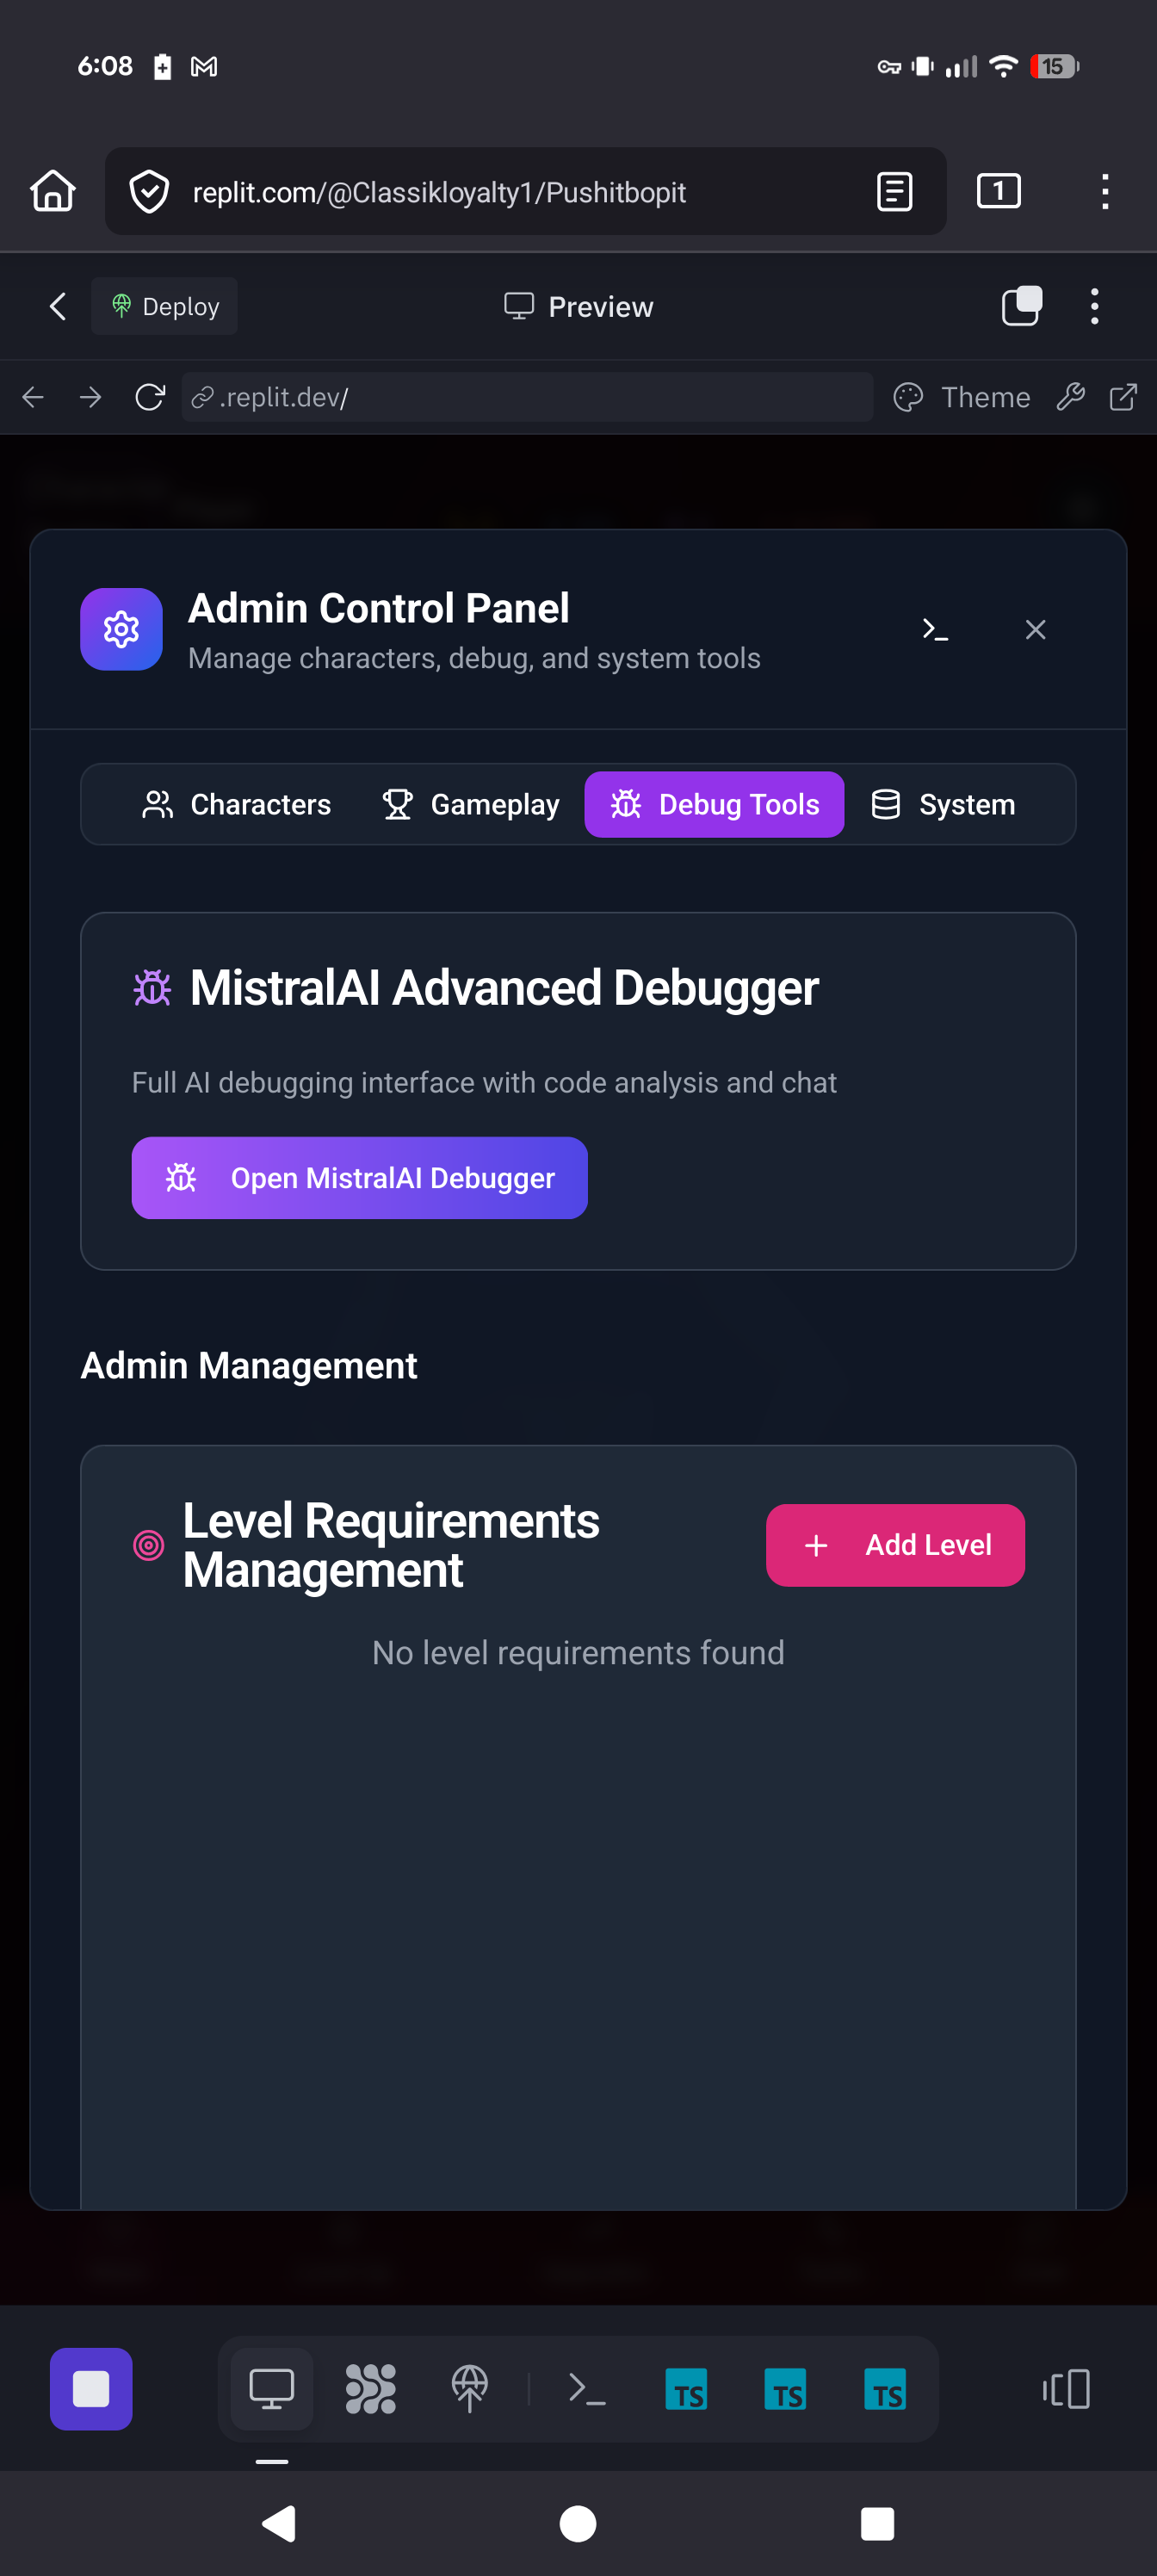 6:08
15
replit.com/@Classikloyalty1/Pushitbopit
1
Deploy
Preview
.replit.dev/
Theme
Admin Control Panel
Manage characters, debug, and system tools
Characters
Gameplay
Debug Tools
System
MistralAI Advanced Debugger
Full AI debugging interface with code analysis and chat
Open MistralAI Debugger
Admin Management
Level Requirements
Management
Add Level
No level requirements found
TS
TS
TS